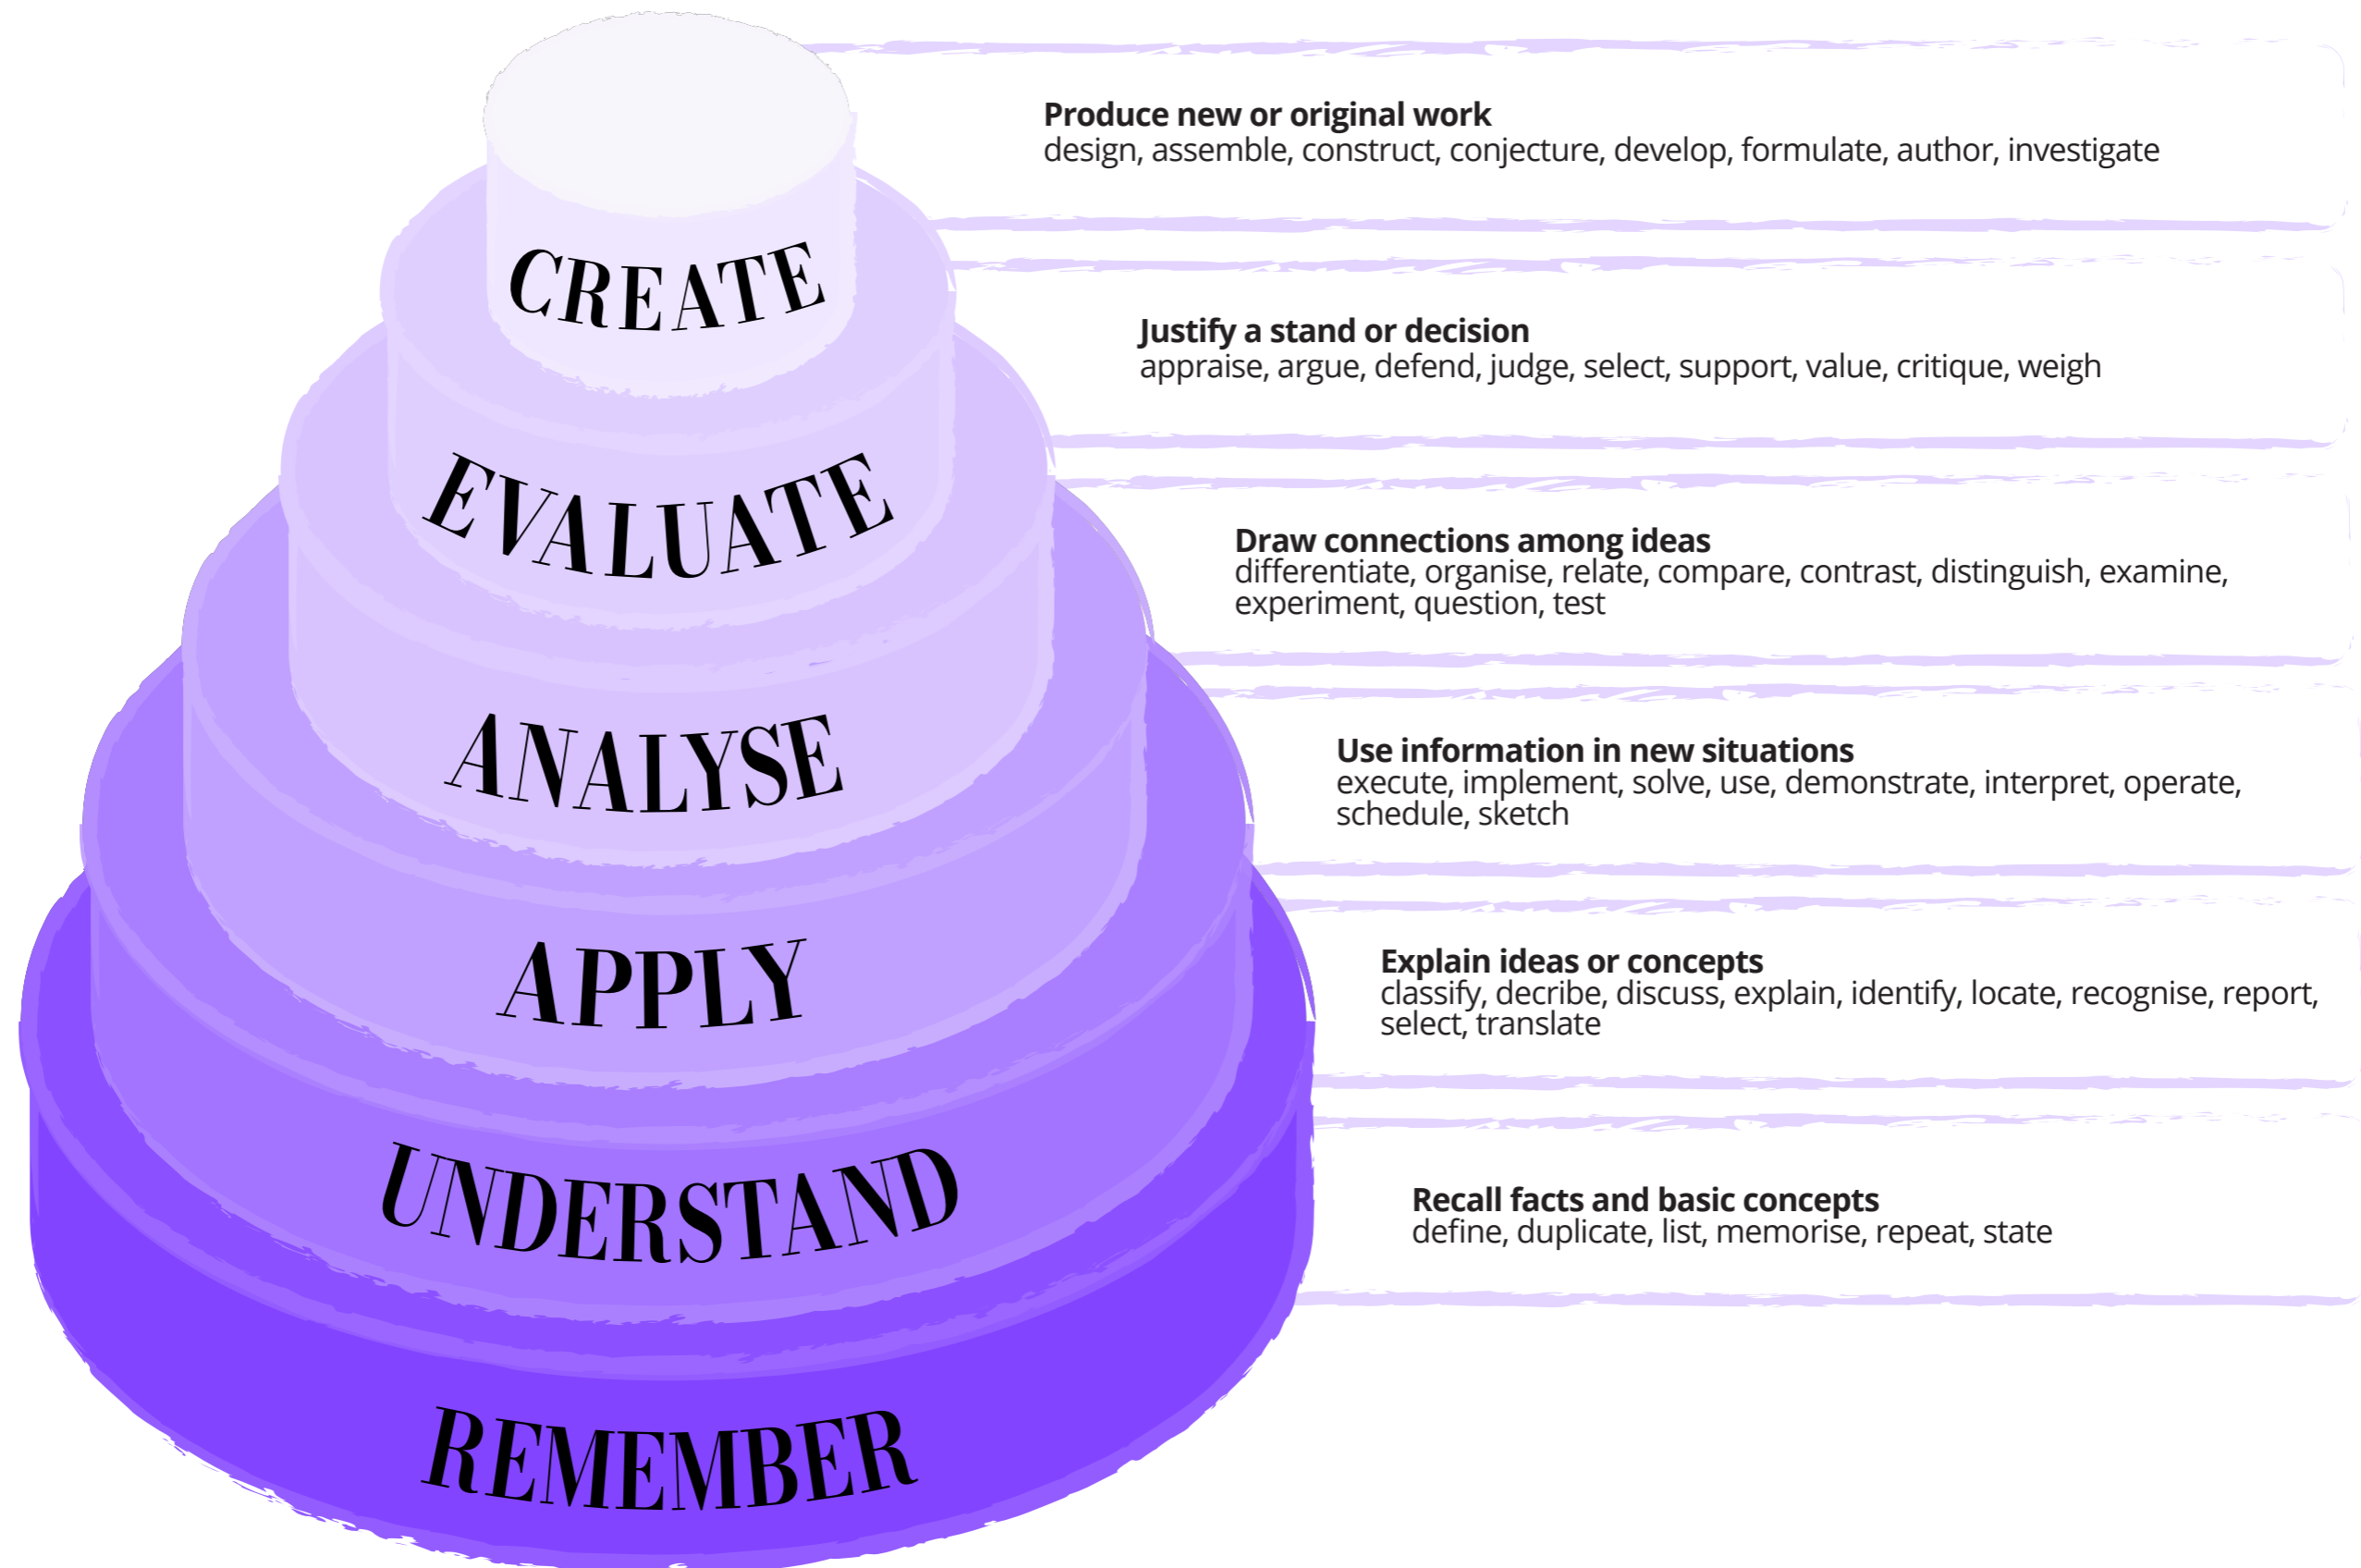 CREATE
Produce new or original work
design, assemble, construct, conjecture, develop, formulate, author, investigate
EVALUATE
Justify a stand or decision
appraise, argue, defend, judge, select, support, value, critique, weigh
ANALYSE
Draw connections among ideas
differentiate, organise, relate, compare, contrast, distinguish, examine,
experiment, question, test
APPLY
Use information in new situations
execute, implement, solve, use, demonstrate, interpret, operate,
schedule, sketch
UNDERSTAND
Explain ideas or concepts
classify, decribe, discuss, explain, identify, locate, recognise, report,
select, translate
REMEMBER
Recall facts and basic concepts
define, duplicate, list, memorise, repeat, state